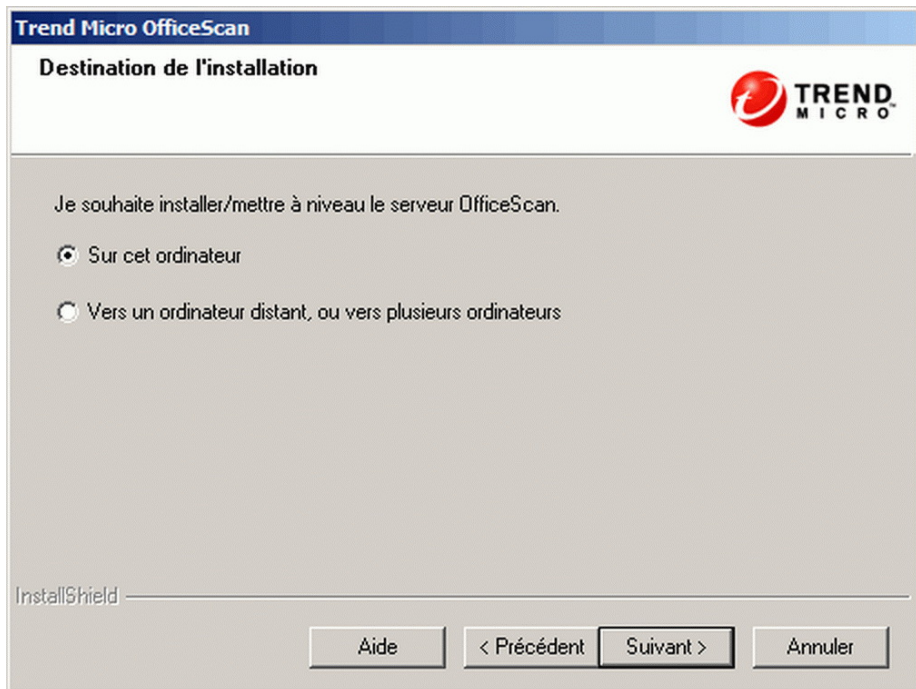 Trend Micro OfficeScan
Destination de l'installation
TREND
MICRO
Je souhaite installer/mettre à niveau le serveur OfficeScan.
Sur cet ordinateur
Vers un ordinateur distant, ou vers plusieurs ordinateurs
InstallShield
Aide
< Précédent
Suivant >
Annuler